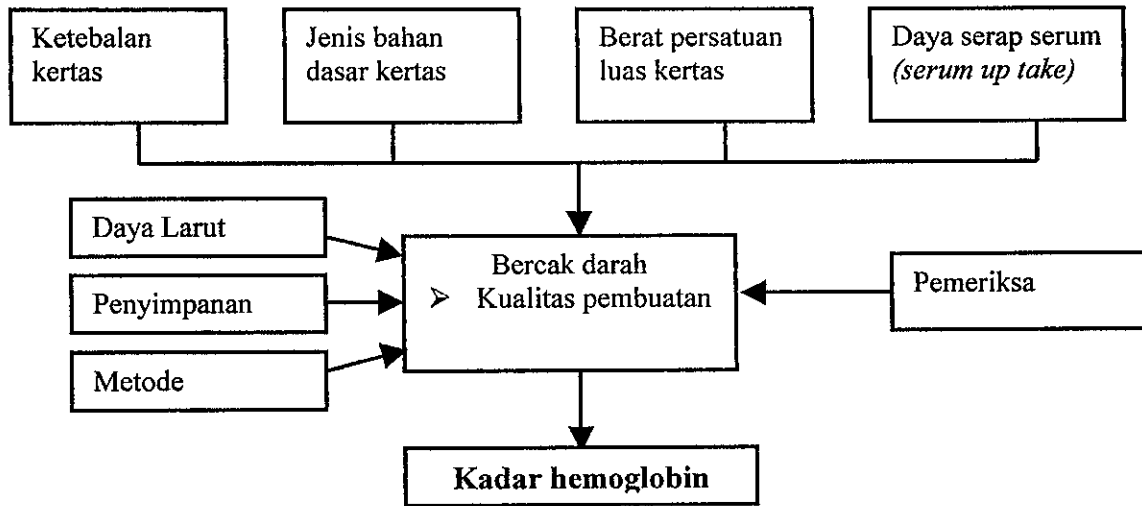 Ketebalan
kertas
Jenis bahan
dasar kertas
Berat persatuan
luas kertas
Daya serap serum
(serum up take)
Daya Larut
Penyimpanan
Metode
Bercak darah
➢ Kualitas pembuatan
Pemeriksa
Kadar hemoglobin